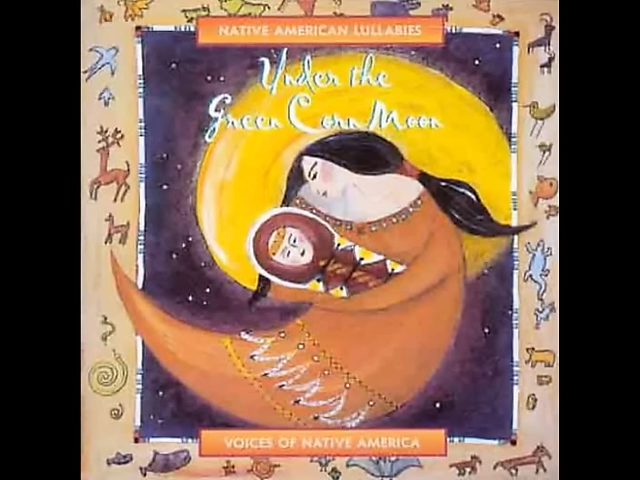 NATIVE AMERICAN LULLABIES
Under the
Green Corn Moon
VOICES OF NATIVE AMERICA